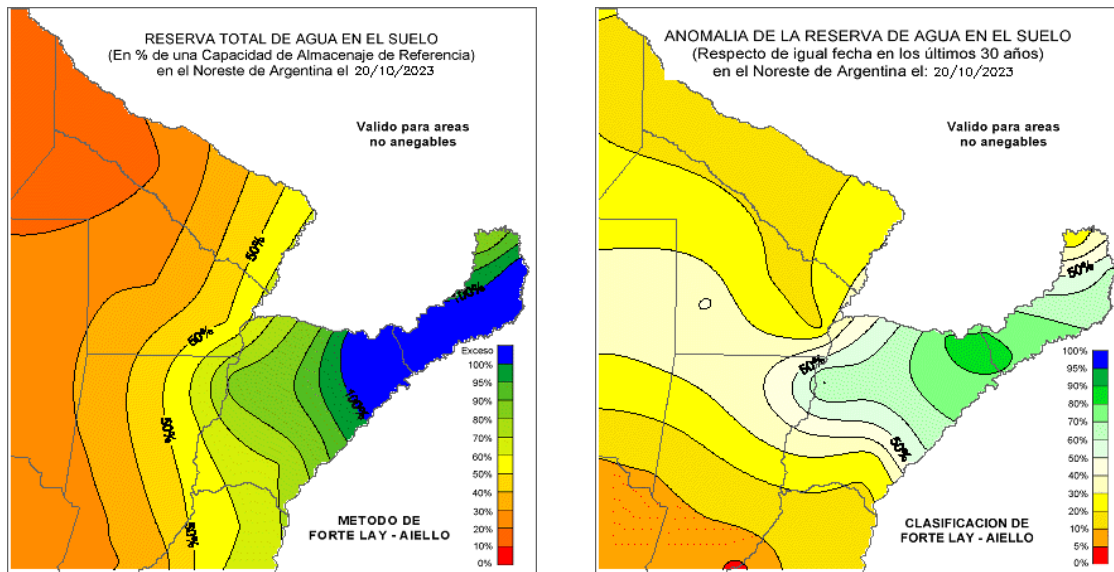 RESERVA TOTAL DE AGUA EN EL SUELO
(En % de una Capacidad de Almacenaje de Referencia)
en el Noreste de Argentina el 20/10/2023
Valido para areas
no anegables
50%
100%
50%
50%
100%
50%
Exceso
100%
95%
90%
80%
70%
60%
50%
40%
30%
20%
10%
0%
METODO DE
FORTE LAY - AIELLO
ANOMALIA DE LA RESERVA DE AGUA EN EL SUELO
(Respecto de igual fecha en los últimos 30 años)
en el Noreste de Argentina el: 20/10/2023
Valido para areas
no anegables
50%
50%
50%
100%
95%
90%
80%
70%
60%
50%
40%
30%
20%
10%
5%
0%
CLASIFICACION DE
FORTE LAY - AIELLO